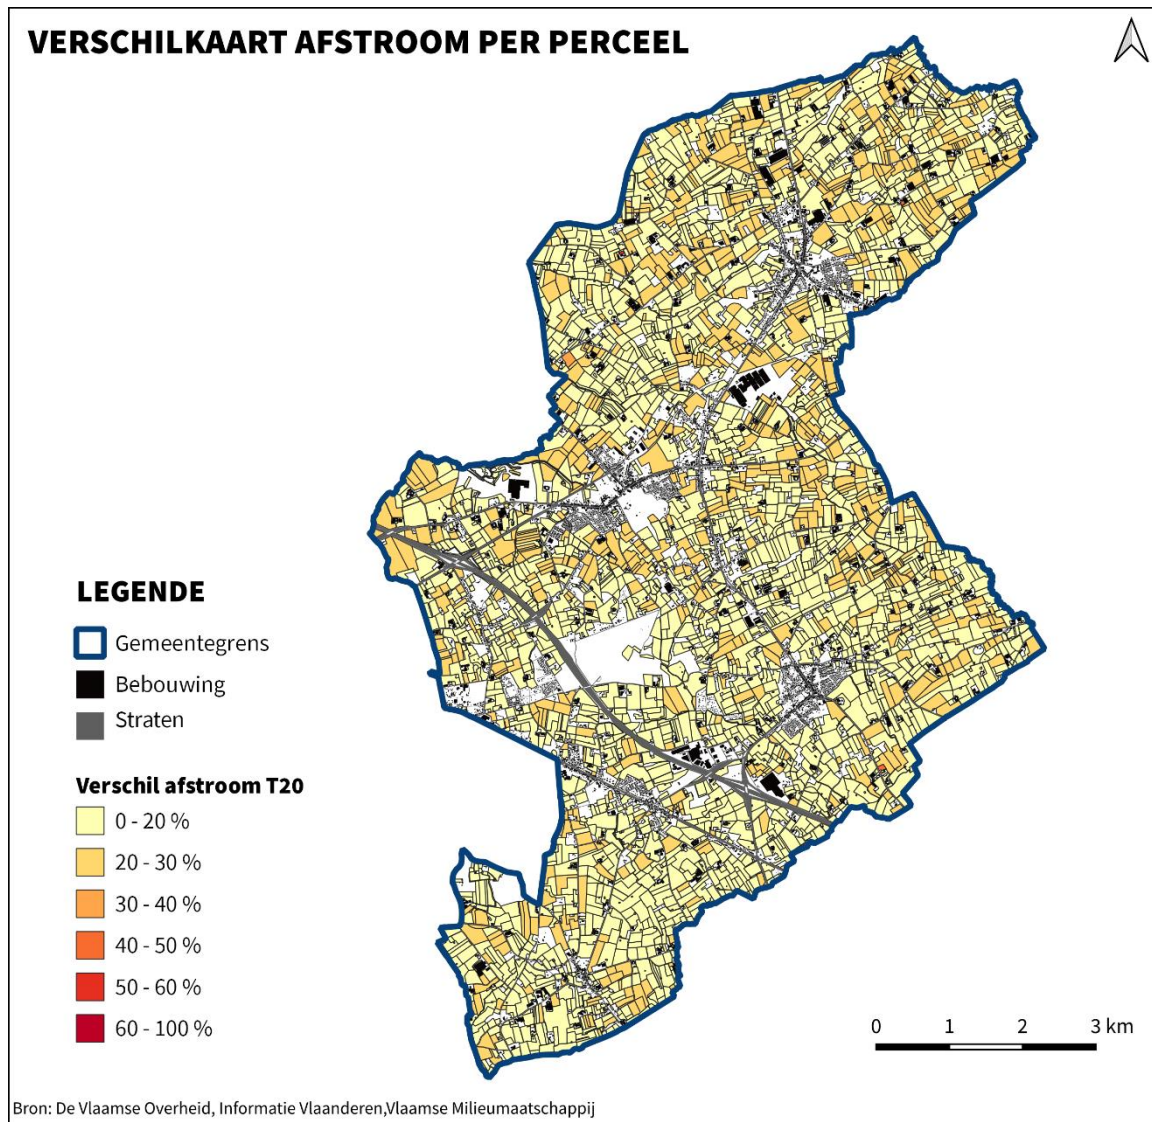 VERSCHILKAART AFSTROOM PER PERCEEL
LEGENDE
Gemeentegrens
Bebouwing
Straten
Verschil afstroom T20
0 - 20 %
20 - 30 %
30 - 40 %
40 - 50 %
50 - 60 %
60 - 100 %
0 1 2 3 km
Bron: De Vlaamse Overheid, Informatie Vlaanderen,Vlaamse Milieumaatschappij